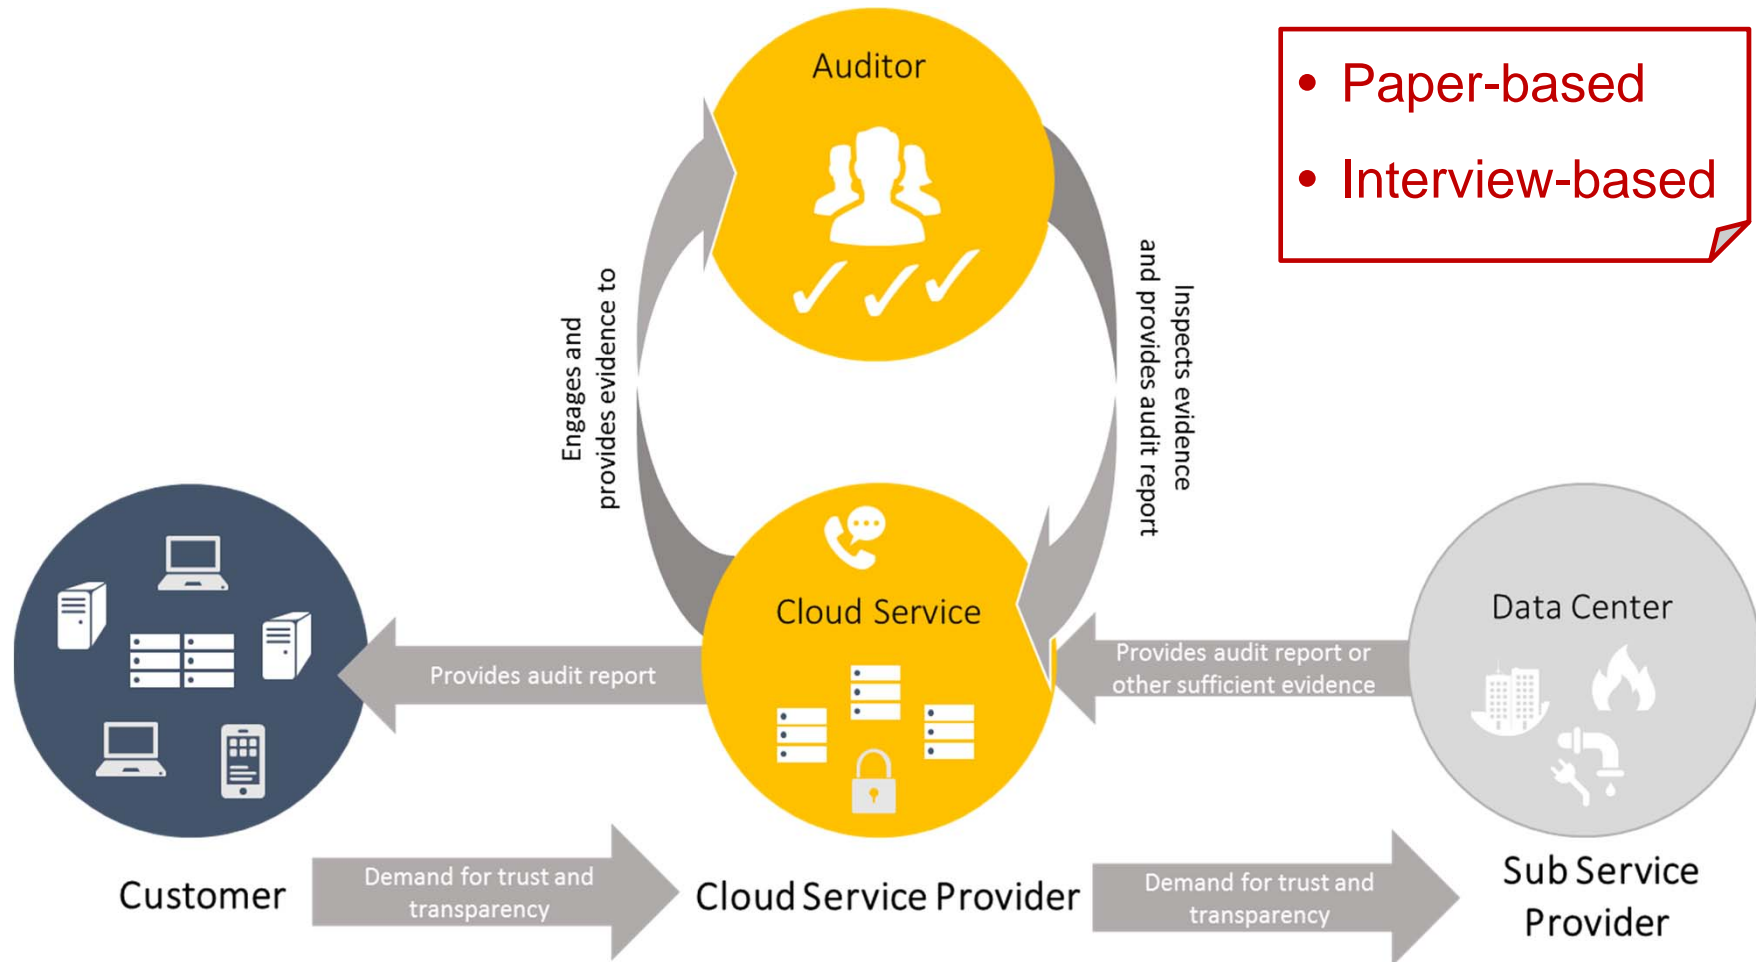 Auditor
• Paper-based
• Interview-based
Engages and
provides evidence to
Inspects evidence
and provides audit report
Cloud Service
Data Center
Provides audit report
Provides audit report or
other sufficient evidence
Customer
Demand for trust and
transparency
Cloud Service Provider
Demand for trust and
transparency
Sub Service
Provider